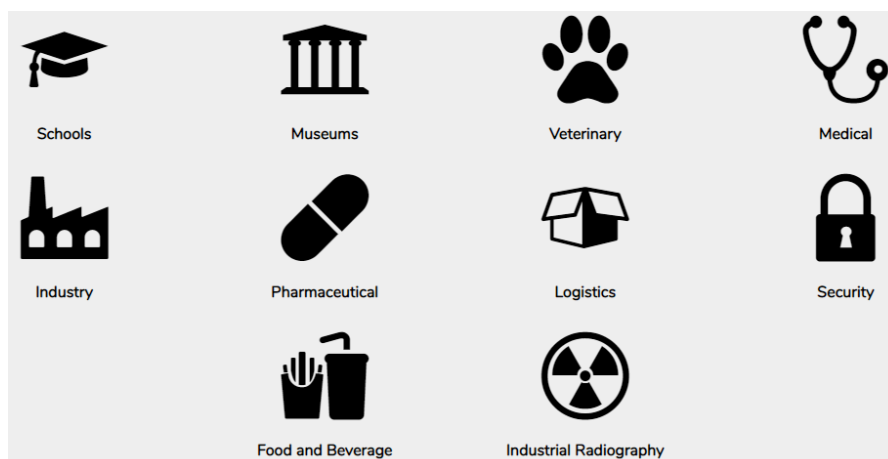 Schools
Museums
Veterinary
Medical
Industry
Pharmaceutical
Logistics
Security
Food and Beverage
Industrial Radiography